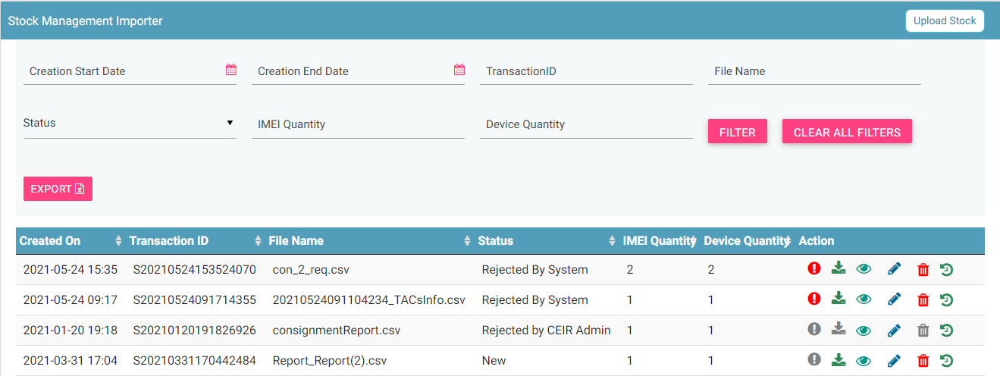 Stock Management Importer Upload Stock
Creation Start Date Creation End Date TransactionID File Name
Status IMEI Quantity Device Quantity FILTER CLEAR ALL FILTERS
EXPORT
Created On Transaction ID File Name Status IMEI Quantity Device Quantity Action
2021-05-24 15:35 S20210524153524070 con_2_req.csv Rejected By System 2 2
2021-05-24 09:17 S20210524091714355 20210524091104234_TACsInfo.csv Rejected By System 1 1
2021-01-20 19:18 S20210120191826926 consignmentReport.csv Rejected by CEIR Admin 1 1
2021-03-31 17:04 S20210331170442484 Report_Report(2).csv New 1 1